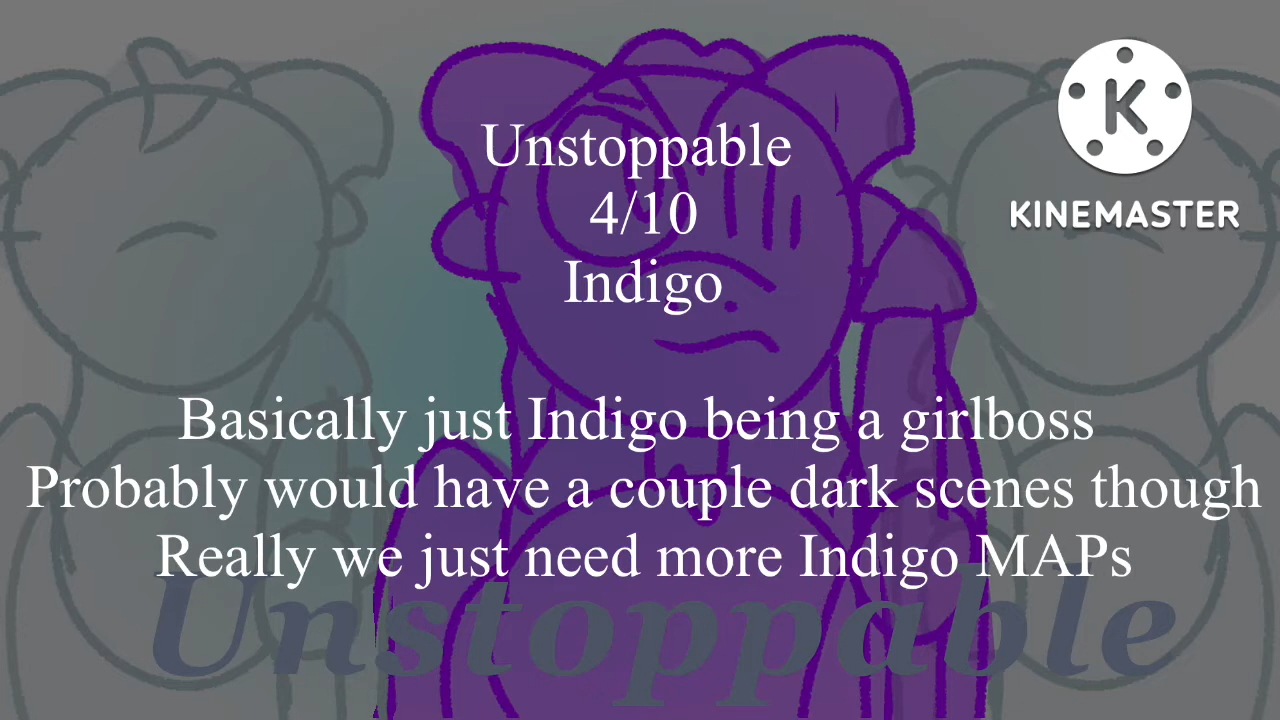 Unstoppable
4/10
Indigo
Basically just Indigo being a girlboss
Probably would have a couple dark scenes though
Really we just need more Indigo MAPs
Unstoppable
K
KINEMASTER